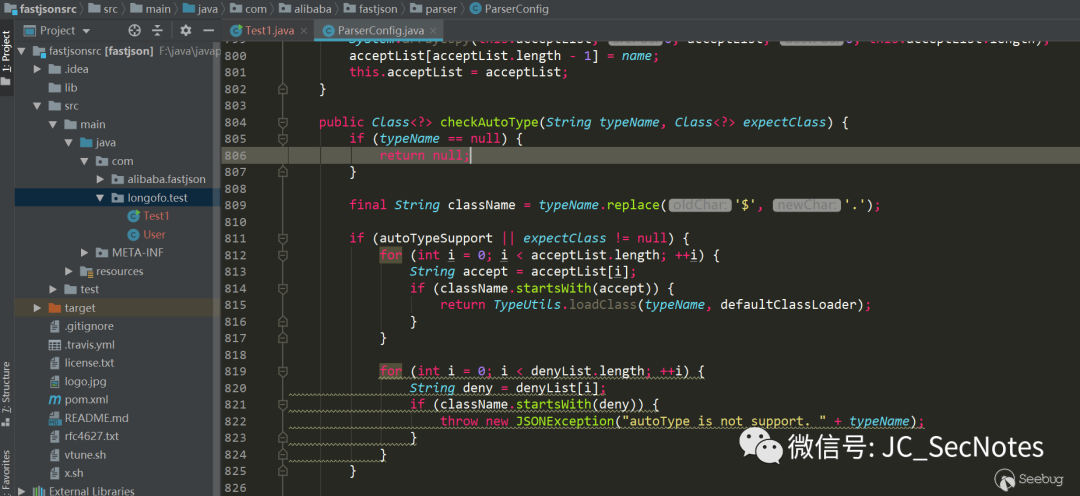 fastjsonsrc src main java com alibaba fastjson parser ParserConfig
Project
Test1.java ParserConfig.java
1: Project
fastjsonsrc [fastjson] F:\java\javap
.idea
lib
src
main
java
com
alibaba.fastjson
longofo.test
Test1
User
META-INF
resources
test
target
.gitignore
.travis.yml
license.txt
logo.jpg
pom.xml
README.md
rfc4627.txt
vtune.sh
x.sh
External Libraries
7: Structure
Favorites
800 acceptList[acceptList.length - 1] = name;
801 this.acceptList = acceptList;
802 }
803
804 public Class<?> checkAutoType(String typeName, Class<?> expectClass) {
805 if (typeName == null) {
806 return null;
807 }
808
809 final String className = typeName.replace( oldChar: '$', newChar: '.');
810
811 if (autoTypeSupport || expectClass != null) {
812 for (int i = 0; i < acceptList.length; ++i) {
813 String accept = acceptList[i];
814 if (className.startsWith(accept)) {
815 return TypeUtils.loadClass(typeName, defaultClassLoader);
816 }
817 }
818
819 for (int i = 0; i < denyList.length; ++i) {
820 String deny = denyList[i];
821 if (className.startsWith(deny)) {
822 throw new JSONException("autoType is not support. " + typeName);
823 }
824 }
825 }
826
微信号: JC_SecNotes
Seebug